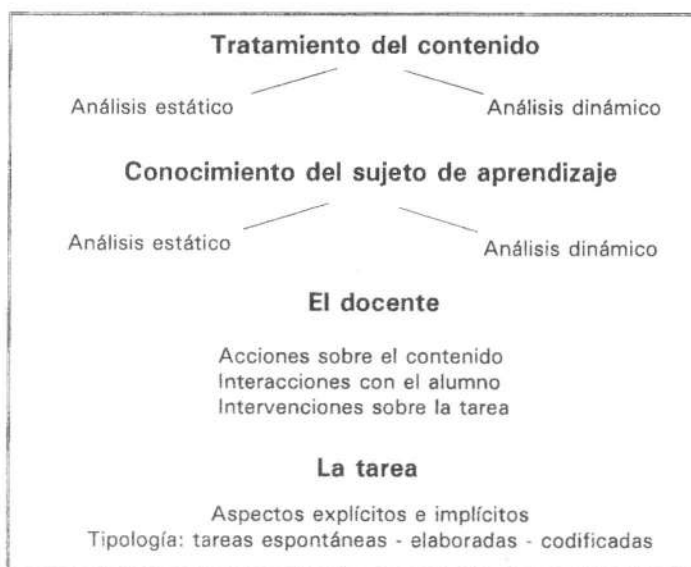 Tratamiento del contenido
Análisis estático
Análisis dinámico
Conocimiento del sujeto de aprendizaje
Análisis estático
Análisis dinámico
El docente
Acciones sobre el contenido
Interacciones con el alumno
Intervenciones sobre la tarea
La tarea
Aspectos explícitos e implícitos
Tipología: tareas espontáneas - elaboradas - codificadas